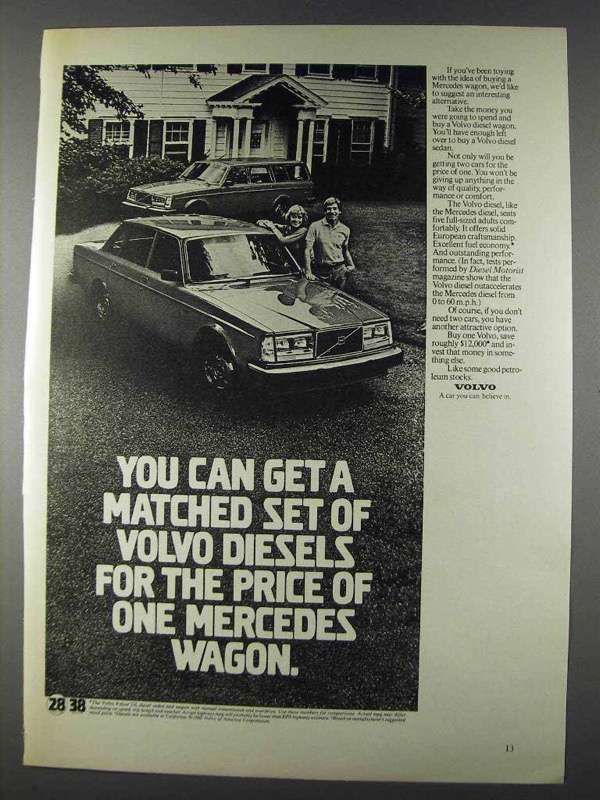 If you've been toying
with the idea of buying a
Mercedes wagon, we'd like
to suggest an interesting
alternative.
Take the money you
were going to spend and
buy a Volvo diesel wagon.
You'll have enough left
over to buy a Volvo diesel
sedan.
Not only will you be
getting two cars for the
price of one. You won't be
giving up anything in the
way of quality, perfor-
mance or comfort.
The Volvo diesel, like
the Mercedes diesel, seats
five full-sized adults com-
fortably. It offers solid
European craftsmanship.
Excellent fuel economy.*
And outstanding perfor-
mance. (In fact, tests per-
formed by Diesel Motorist
magazine show that the
Volvo diesel outaccelerates
the Mercedes diesel from
0 to 60 m.p.h.)
Of course, if you don't
need two cars, you have
another attractive option.
Buy one Volvo, save
roughly $12,000* and in-
vest that money in some-
thing else.
Like some good petro-
leum stocks.
VOLVO
A car you can believe in.
YOU CAN GET A
MATCHED SET OF
VOLVO DIESELS
FOR THE PRICE OF
ONE MERCEDES
WAGON.
28 38
13